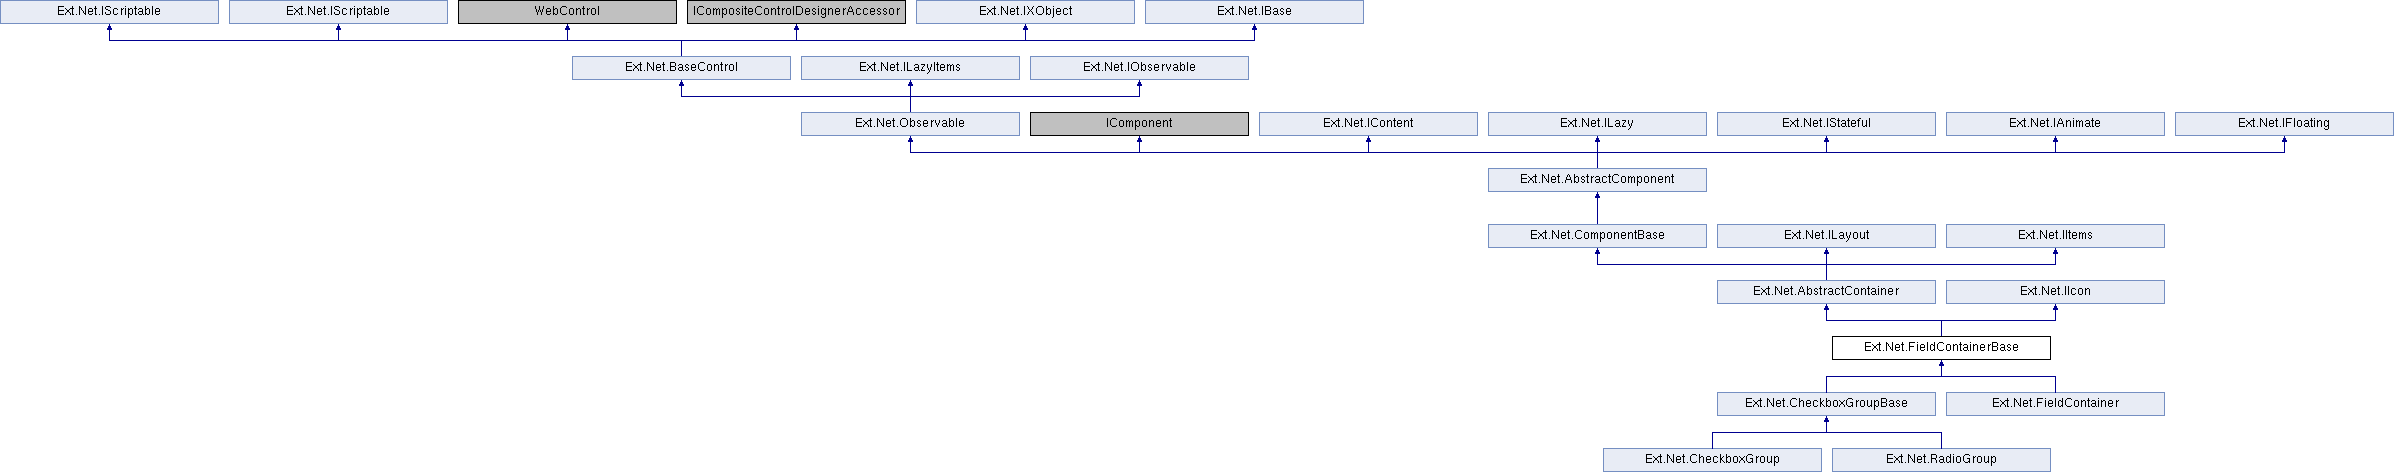 Ext.Net.IScriptable
Ext.Net.IScriptable
WebControl
ICompositeControlDesignerAccessor
Ext.Net.IXObject
Ext.Net.IBase
Ext.Net.BaseControl
Ext.Net.ILazyItems
Ext.Net.IObservable
Ext.Net.Observable
IComponent
Ext.Net.IContent
Ext.Net.ILazy
Ext.Net.IStateful
Ext.Net.IAnimate
Ext.Net.IFloating
Ext.Net.AbstractComponent
Ext.Net.ComponentBase
Ext.Net.ILayout
Ext.Net.IItems
Ext.Net.AbstractContainer
Ext.Net.IIcon
Ext.Net.FieldContainerBase
Ext.Net.CheckboxGroupBase
Ext.Net.FieldContainer
Ext.Net.CheckboxGroup
Ext.Net.RadioGroup